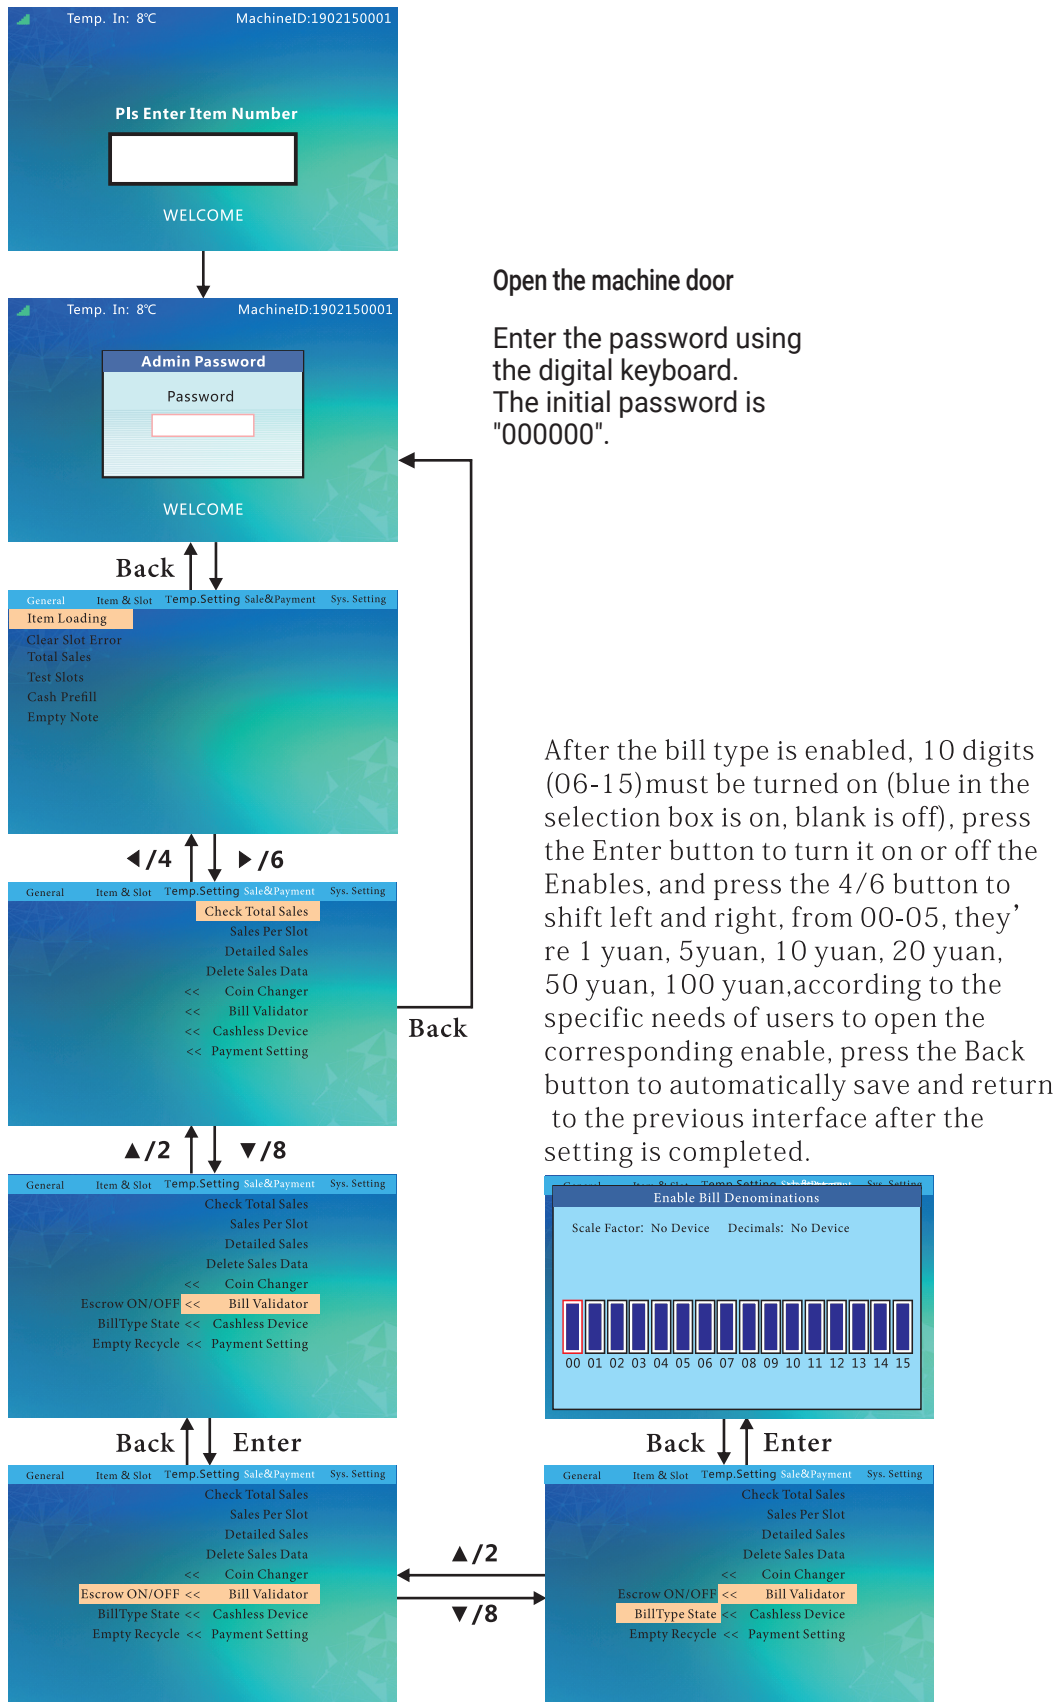 Temp. In: 8℃ MachineID:1902150001
Pls Enter Item Number
WELCOME
Temp. In: 8℃ MachineID:1902150001
Admin Password
Password
WELCOME
Open the machine door
Enter the password using
the digital keyboard.
The initial password is
"000000".
Back
General Item & Slot Temp.Setting Sale&Payment Sys. Setting
Item Loading
Clear Slot Error
Total Sales
Test Slots
Cash Prefill
Empty Note
◀/4 ▶/6
General Item & Slot Temp.Setting Sale&Payment Sys. Setting
Check Total Sales
Sales Per Slot
Detailed Sales
Delete Sales Data
<< Coin Changer
<< Bill Validator
<< Cashless Device
<< Payment Setting
Back
▲/2 ▼/8
General Item & Slot Temp.Setting Sale&Payment Sys. Setting
Check Total Sales
Sales Per Slot
Detailed Sales
Delete Sales Data
<< Coin Changer
Escrow ON/OFF << Bill Validator
BillType State << Cashless Device
Empty Recycle << Payment Setting
Back Enter
General Item & Slot Temp.Setting Sale&Payment Sys. Setting
Check Total Sales
Sales Per Slot
Detailed Sales
Delete Sales Data
<< Coin Changer
Escrow ON/OFF << Bill Validator
BillType State << Cashless Device
Empty Recycle << Payment Setting
▲/2
▼/8
After the bill type is enabled, 10 digits
(06-15)must be turned on (blue in the
selection box is on, blank is off), press
the Enter button to turn it on or off the
Enables, and press the 4/6 button to
shift left and right, from 00-05, they’
re 1 yuan, 5yuan, 10 yuan, 20 yuan,
50 yuan, 100 yuan,according to the
specific needs of users to open the
corresponding enable, press the Back
button to automatically save and return
to the previous interface after the
setting is completed.
General Item & Slot Temp.Setting Sale&Payment Sys. Setting
Enable Bill Denominations
Scale Factor: No Device Decimals: No Device
00 01 02 03 04 05 06 07 08 09 10 11 12 13 14 15
Back Enter
General Item & Slot Temp.Setting Sale&Payment Sys. Setting
Check Total Sales
Sales Per Slot
Detailed Sales
Delete Sales Data
<< Coin Changer
Escrow ON/OFF << Bill Validator
BillType State << Cashless Device
Empty Recycle << Payment Setting